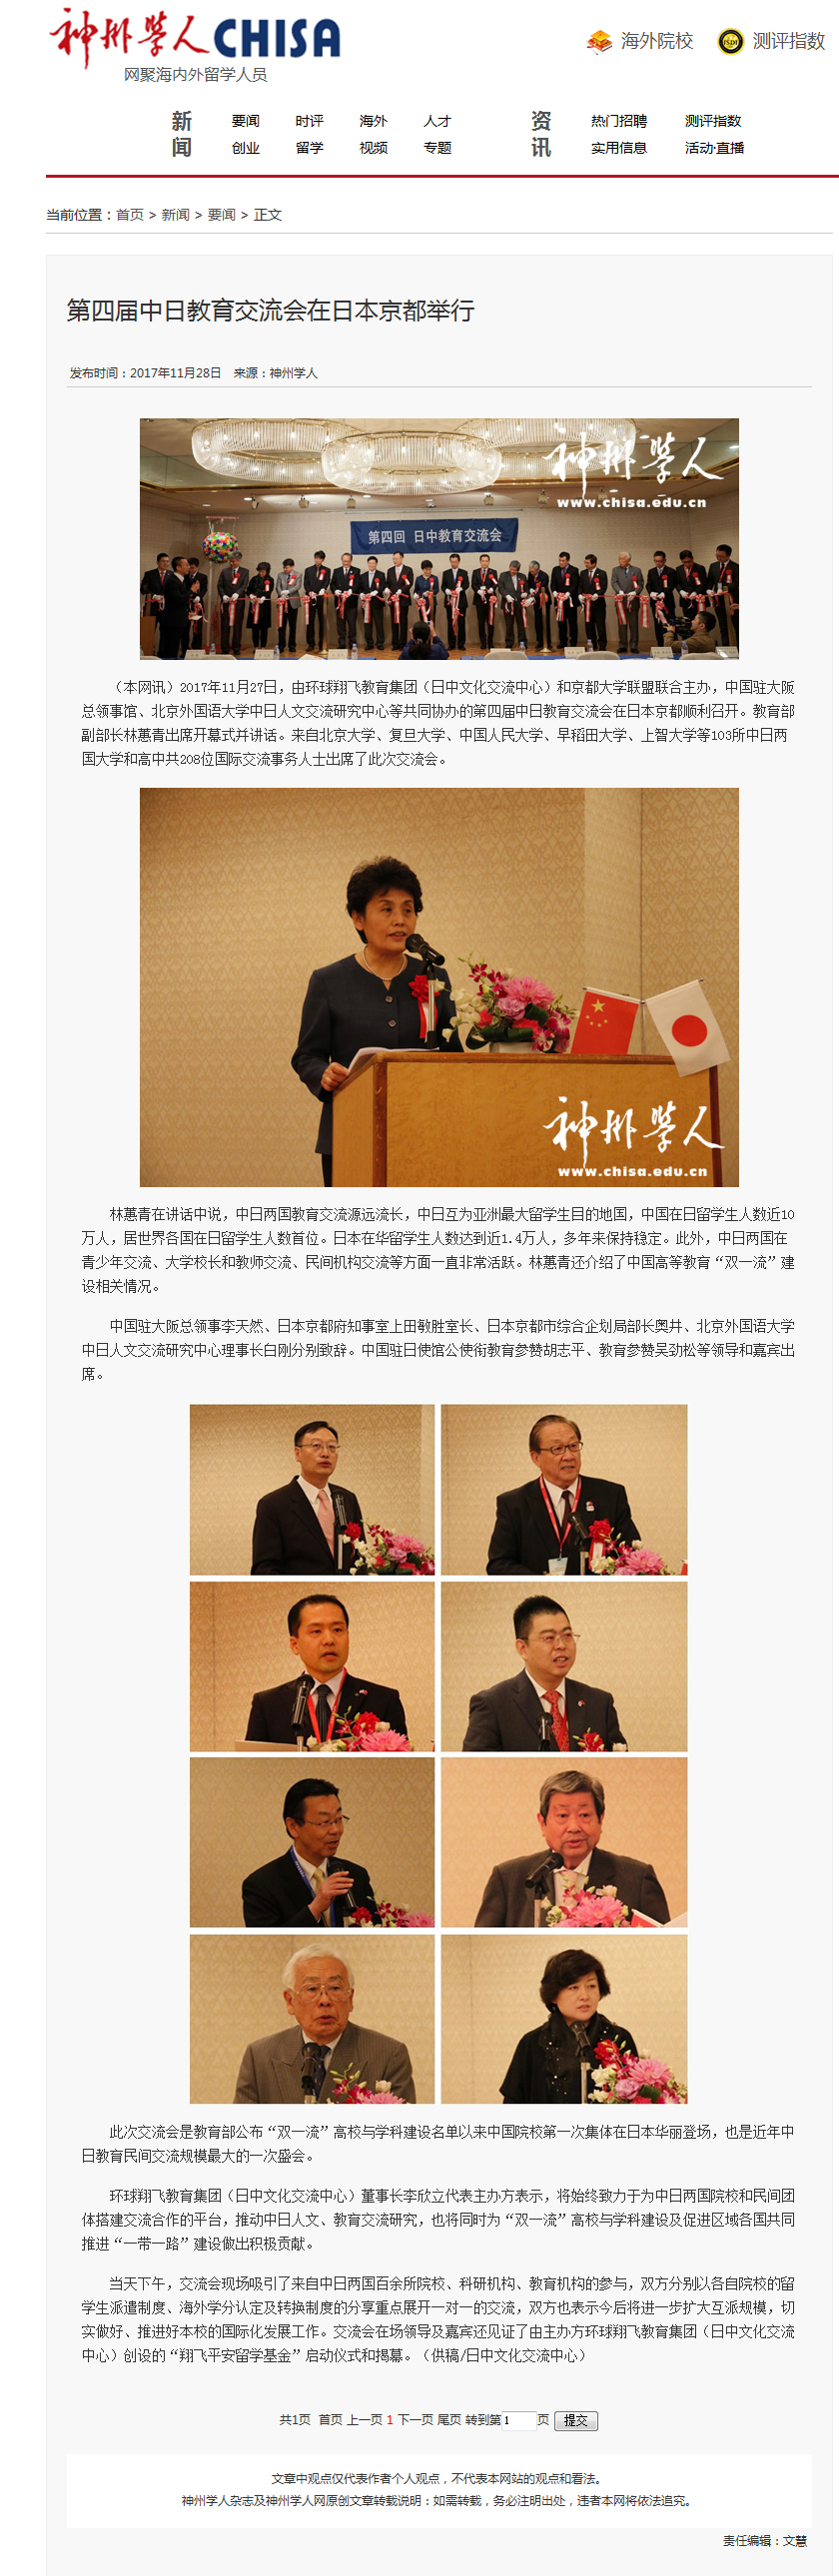 神州学人CHISA
网聚海内外留学人员
海外院校 测评指数
新闻 要闻 时评 海外 人才 资讯 热门招聘 测评指数
创业 留学 视频 专题 实用信息 活动·直播
当前位置：首页 > 新闻 > 要闻 > 正文
第四届中日教育交流会在日本京都举行
发布时间：2017年11月28日 来源：神州学人
神州学人
www.chisa.edu.cn
第四回 日中教育交流会
（本网讯）2017年11月27日，由环球翔飞教育集团（日中文化交流中心）和京都大学联盟联合主办，中国驻大阪
总领事馆、北京外国语大学中日人文交流研究中心等共同协办的第四届中日教育交流会在日本京都顺利召开。教育部
副部长林蕙青出席开幕式并讲话。来自北京大学、复旦大学、中国人民大学、早稻田大学、上智大学等103所中日两
国大学和高中共208位国际交流事务人士出席了此次交流会。
神州学人
www.chisa.edu.cn
林蕙青在讲话中说，中日两国教育交流源远流长，中日互为亚洲最大留学生目的地国，中国在日留学生人数近10
万人，居世界各国在日留学生人数首位。日本在华留学生人数达到近1.4万人，多年来保持稳定。此外，中日两国在
青少年交流、大学校长和教师交流、民间机构交流等方面一直非常活跃。林蕙青还介绍了中国高等教育“双一流”建
设相关情况。
中国驻大阪总领事李天然、日本京都府知事室上田敏胜室长、日本京都市综合企划局部长奥井、北京外国语大学
中日人文交流研究中心理事长白刚分别致辞。中国驻日使馆公使衔教育参赞胡志平、教育参赞吴劲松等领导和嘉宾出
席。
此次交流会是教育部公布“双一流”高校与学科建设名单以来中国院校第一次集体在日本华丽登场，也是近年中
日教育民间交流规模最大的一次盛会。
环球翔飞教育集团（日中文化交流中心）董事长李欣立代表主办方表示，将始终致力于为中日两国院校和民间团
体搭建交流合作的平台，推动中日人文、教育交流研究，也将同时为“双一流”高校与学科建设及促进区域各国共同
推进“一带一路”建设做出积极贡献。
当天下午，交流会现场吸引了来自中日两国百余所院校、科研机构、教育机构的参与，双方分别以各自院校的留
学生派遣制度、海外学分认定及转换制度的分享重点展开一对一的交流，双方也表示今后将进一步扩大互派规模，切
实做好、推进好本校的国际化发展工作。交流会在场领导及嘉宾还见证了由主办方环球翔飞教育集团（日中文化交流
中心）创设的“翔飞平安留学基金”启动仪式和揭幕。（供稿/日中文化交流中心）
共1页 首页 上一页 1 下一页 尾页 转到第1页 提交
文章中观点仅代表作者个人观点，不代表本网站的观点和看法。
神州学人杂志及神州学人网原创文章转载说明：如需转载，务必注明出处，违者本网将依法追究。
责任编辑：文慧